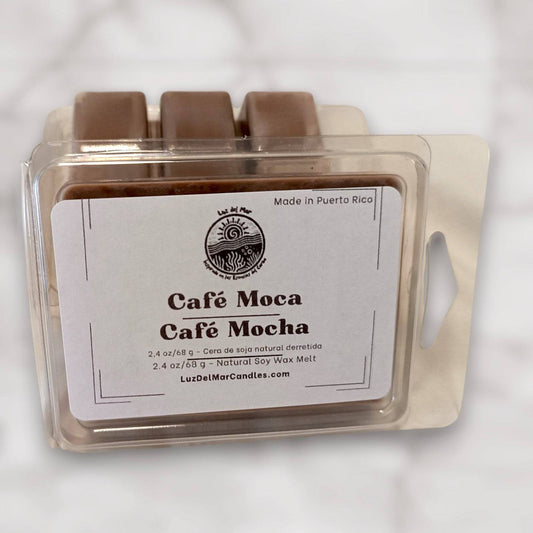 Made in Puerto Rico
Luz del Mar
Café Moca
Café Mocha
2.4 oz/68 g - Cera de soja natural derretida
2.4 oz/68 g - Natural Soy Wax Melt
LuzDelMarCandles.com